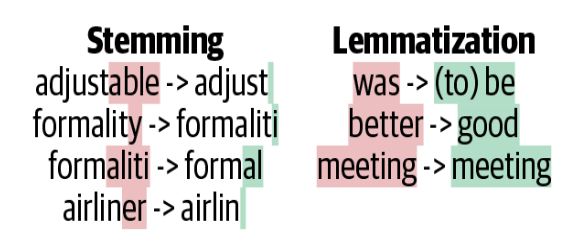 Stemming
adjustable -> adjust
formality -> formaliti
formaliti -> formal
airliner -> airlin
Lemmatization
was -> (to) be
better -> good
meeting -> meeting